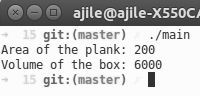 ajile@ajile-X550CA
➜ 15 git:(master) ✗ ./main
Area of the plank: 200
Volume of the box: 6000
➜ 15 git:(master) ✗